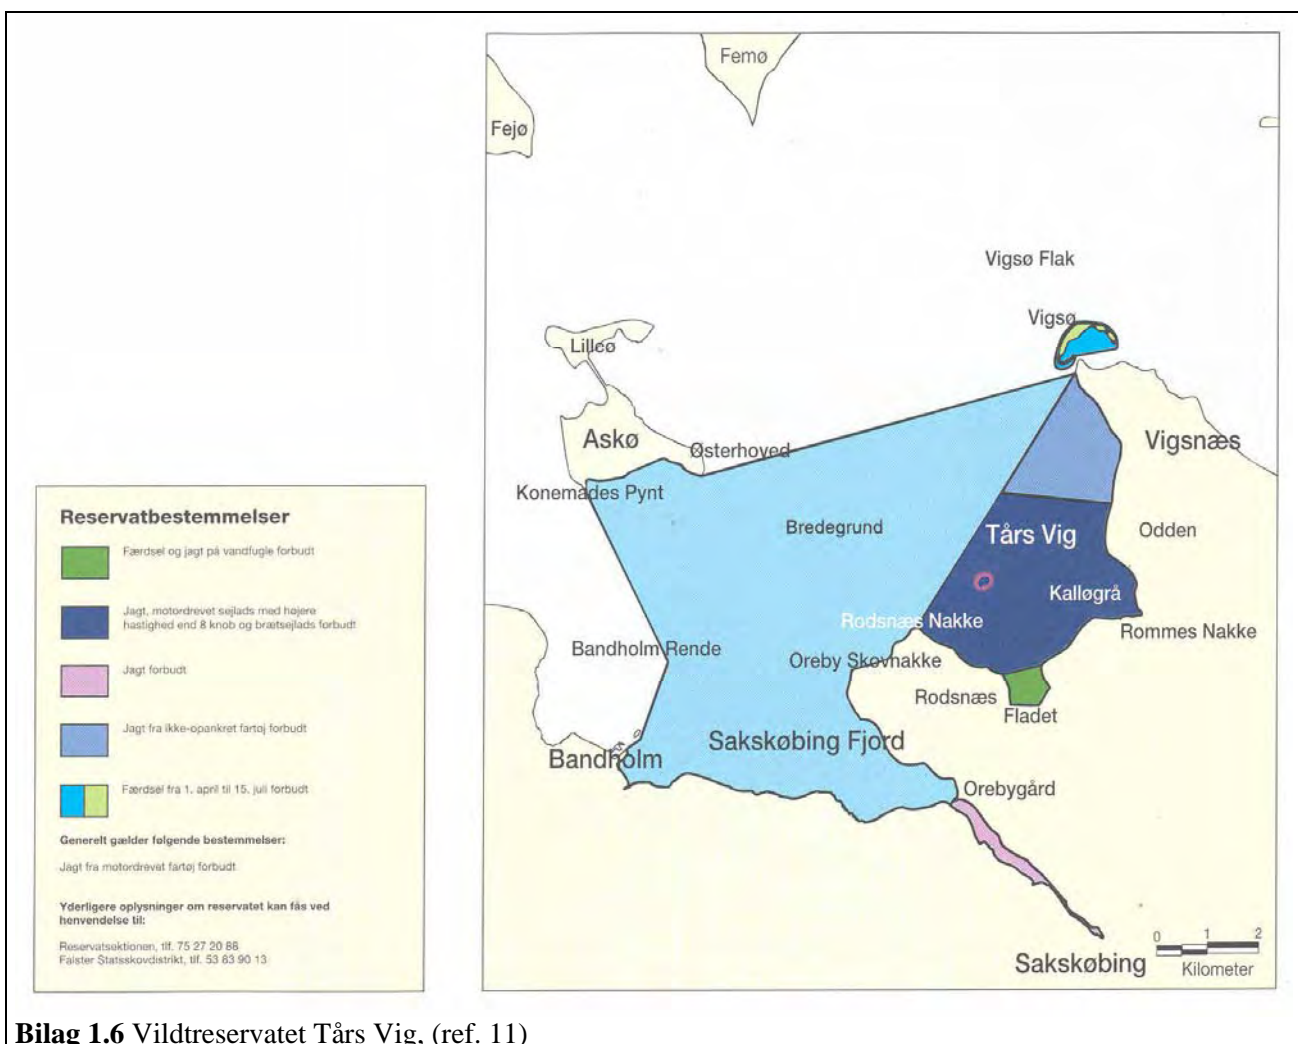 Femø
Fejø
Vigsø Flak
Vigsø
Lilleø
Askø
Østerhoved
Vigsnæs
Konemades Pynt
Bredegrund
Tårs Vig
Odden
Kalløgrå
Rodsnæs Nakke
Rommes Nakke
Bandholm Rende
Oreby Skovnakke
Rodsnæs
Fladet
Sakskøbing Fjord
Bandholm
Orebygård
0 1 2
Kilometer
Sakskøbing
Reservatbestemmelser
Færdsel og jagt på vandfugle forbudt
Jagt, motordrevet sejlads med højere
hastighed end 8 knob og brætsejlads forbudt
Jagt forbudt
Jagt fra ikke-opankret fartøj forbudt
Færdsel fra 1. april til 15. juli forbudt
Generelt gælder følgende bestemmelser:
Jagt fra motordrevet fartøj forbudt
Yderligere oplysninger om reservatet kan fås ved
henvendelse til:
Reservatsektionen, tlf. 75 27 20 88
Falster Statsskovdistrikt, tlf. 53 83 90 13
Bilag 1.6 Vildtreservatet Tårs Vig, (ref. 11)